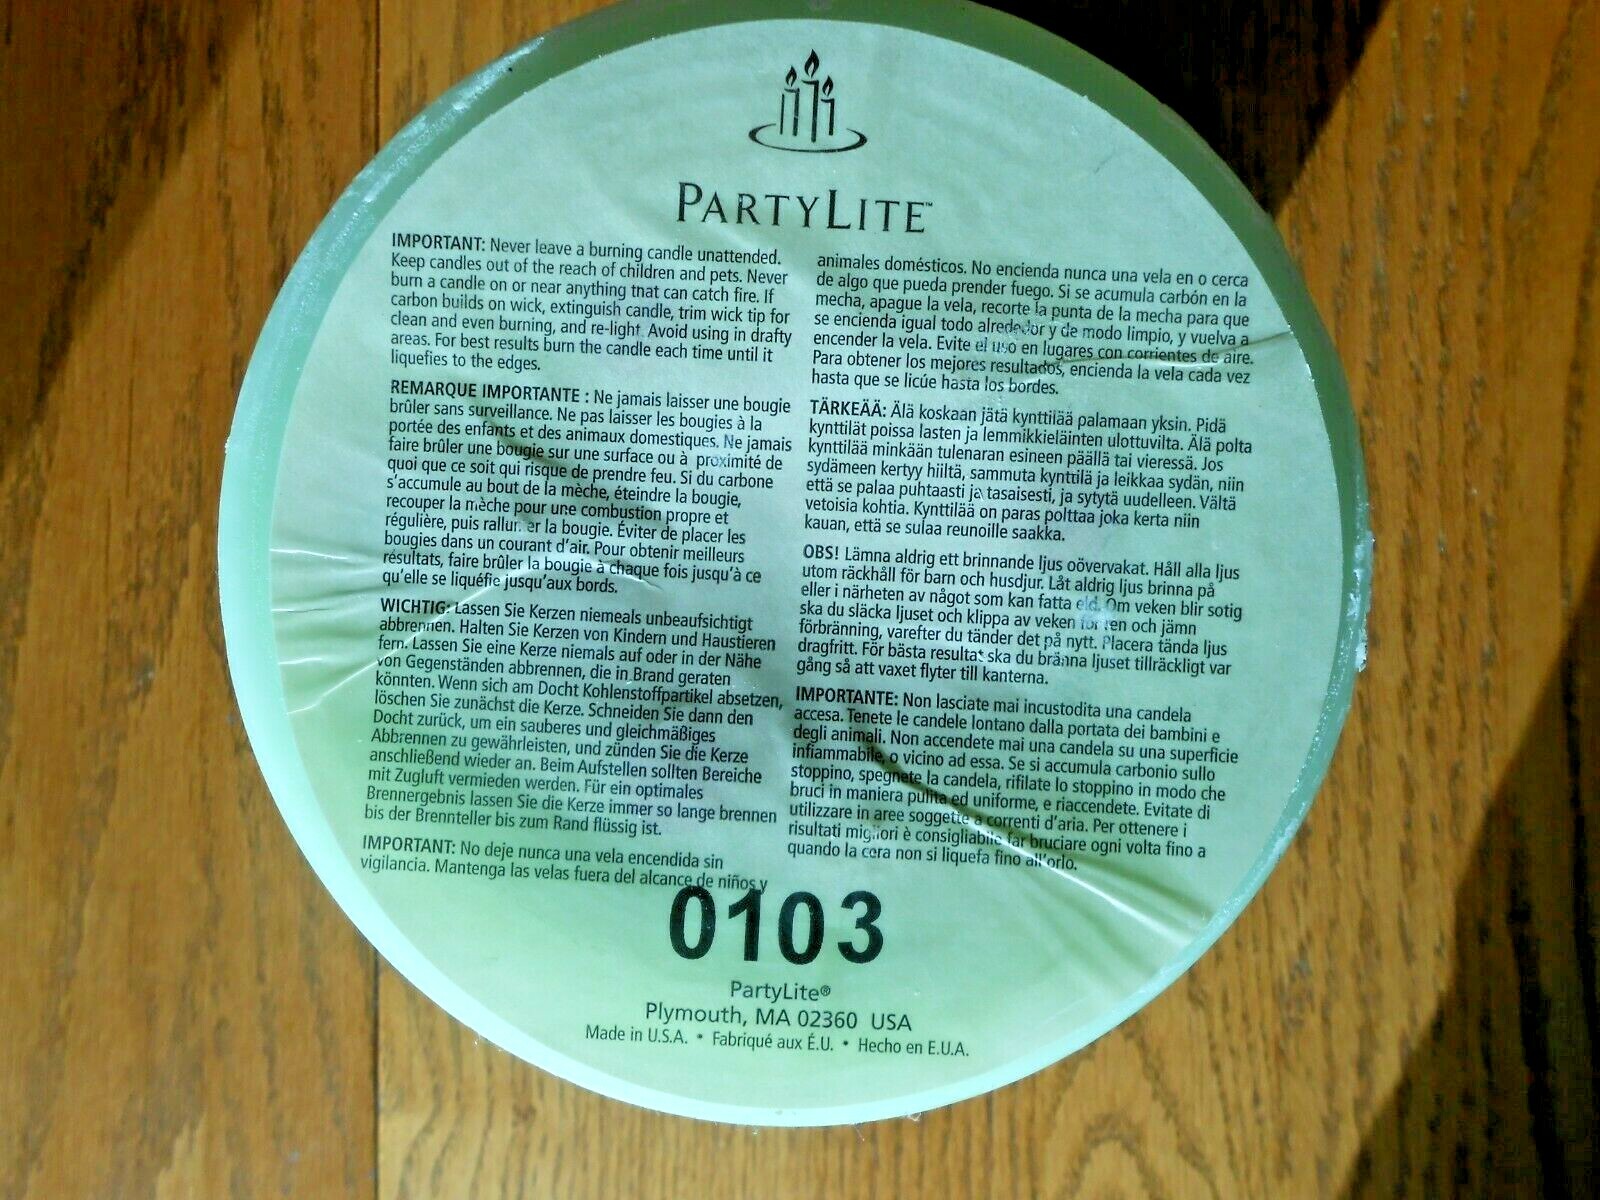 PARTYLITE™
IMPORTANT: Never leave a burning candle unattended.
Keep candles out of the reach of children and pets. Never
burn a candle on or near anything that can catch fire. If
carbon builds on wick, extinguish candle, trim wick tip for
clean and even burning, and re-light. Avoid using in drafty
areas. For best results burn the candle each time until it
liquefies to the edges.
REMARQUE IMPORTANTE : Ne jamais laisser une bougie
brûler sans surveillance. Ne pas laisser les bougies à la
portée des enfants et des animaux domestiques. Ne jamais
faire brûler une bougie sur une surface ou à proximité de
quoi que ce soit qui risque de prendre feu. Si du carbone
s'accumule au bout de la mèche, éteindre la bougie,
recouper la mèche pour une combustion propre et
régulière, puis rallumer la bougie. Éviter de placer les
bougies dans un courant d'air. Pour obtenir meilleurs
résultats, faire brûler la bougie à chaque fois jusqu'à ce
qu'elle se liquéfie jusqu'aux bords.
WICHTIG: Lassen Sie Kerzen niemeals unbeaufsichtigt
abbrennen. Halten Sie Kerzen von Kindern und Haustieren
fern. Lassen Sie eine Kerze niemals auf oder in der Nähe
von Gegenständen abbrennen, die in Brand geraten
könnten. Wenn sich am Docht Kohlenstoffpartikel absetzen,
löschen Sie zunächst die Kerze. Schneiden Sie dann den
Docht zurück, um ein sauberes und gleichmäßiges
Abbrennen zu gewährleisten, und zünden Sie die Kerze
anschließend wieder an. Beim Aufstellen sollten Bereiche
mit Zugluft vermieden werden. Für ein optimales
Brennergebnis lassen Sie die Kerze immer so lange brennen
bis der Brennteller bis zum Rand flüssig ist.
IMPORTANT: No deje nunca una vela encendida sin
vigilancia. Mantenga las velas fuera del alcance de niños y
animales domésticos. No encienda nunca una vela en o cerca
de algo que pueda prender fuego. Si se acumula carbón en la
mecha, apague la vela, recorte la punta de la mecha para que
se encienda igual todo alrededor y de modo limpio, y vuelva a
encender la vela. Evite el uso en lugares con corrientes de aire.
Para obtener los mejores resultados, encienda la vela cada vez
hasta que se licúe hasta los bordes.
TÄRKEÄÄ: Älä koskaan jätä kynttilää palamaan yksin. Pidä
kynttilät poissa lasten ja lemmikkieläinten ulottuvilta. Älä polta
kynttilää minkään tulenaran esineen päällä tai vieressä. Jos
sydämeen kertyy hiiltä, sammuta kynttilä ja leikkaa sydän, niin
että se palaa puhtaasti ja tasaisesti, ja sytytä uudelleen. Vältä
vetoisia kohtia. Kynttilää on paras polttaa joka kerta niin
kauan, että se sulaa reunoille saakka.
OBS! Lämna aldrig ett brinnande ljus oövervakat. Håll alla ljus
utom räckhåll för barn och husdjur. Låt aldrig ljus brinna på
eller i närheten av något som kan fatta eld. Om veken blir sotig
ska du släcka ljuset och klippa av veken för ren och jämn
förbränning, varefter du tänder det på nytt. Placera tända ljus
dragfritt. För bästa resultat ska du bränna ljuset tillräckligt var
gång så att vaxet flyter till kanterna.
IMPORTANTE: Non lasciate mai incustodita una candela
accesa. Tenete le candele lontano dalla portata dei bambini e
degli animali. Non accendete mai una candela su una superficie
infiammabile, o vicino ad essa. Se si accumula carbonio sullo
stoppino, spegnete la candela, rifilate lo stoppino in modo che
bruci in maniera pulita ed uniforme, e riaccendete. Evitate di
utilizzare in aree soggette a correnti d'aria. Per ottenere i
risultati migliori è consigliabile far bruciare ogni volta fino a
quando la cera non si liquefa fino all'orlo.
0103
PartyLite®
Plymouth, MA 02360 USA
Made in U.S.A. • Fabriqué aux É.U. • Hecho en E.U.A.